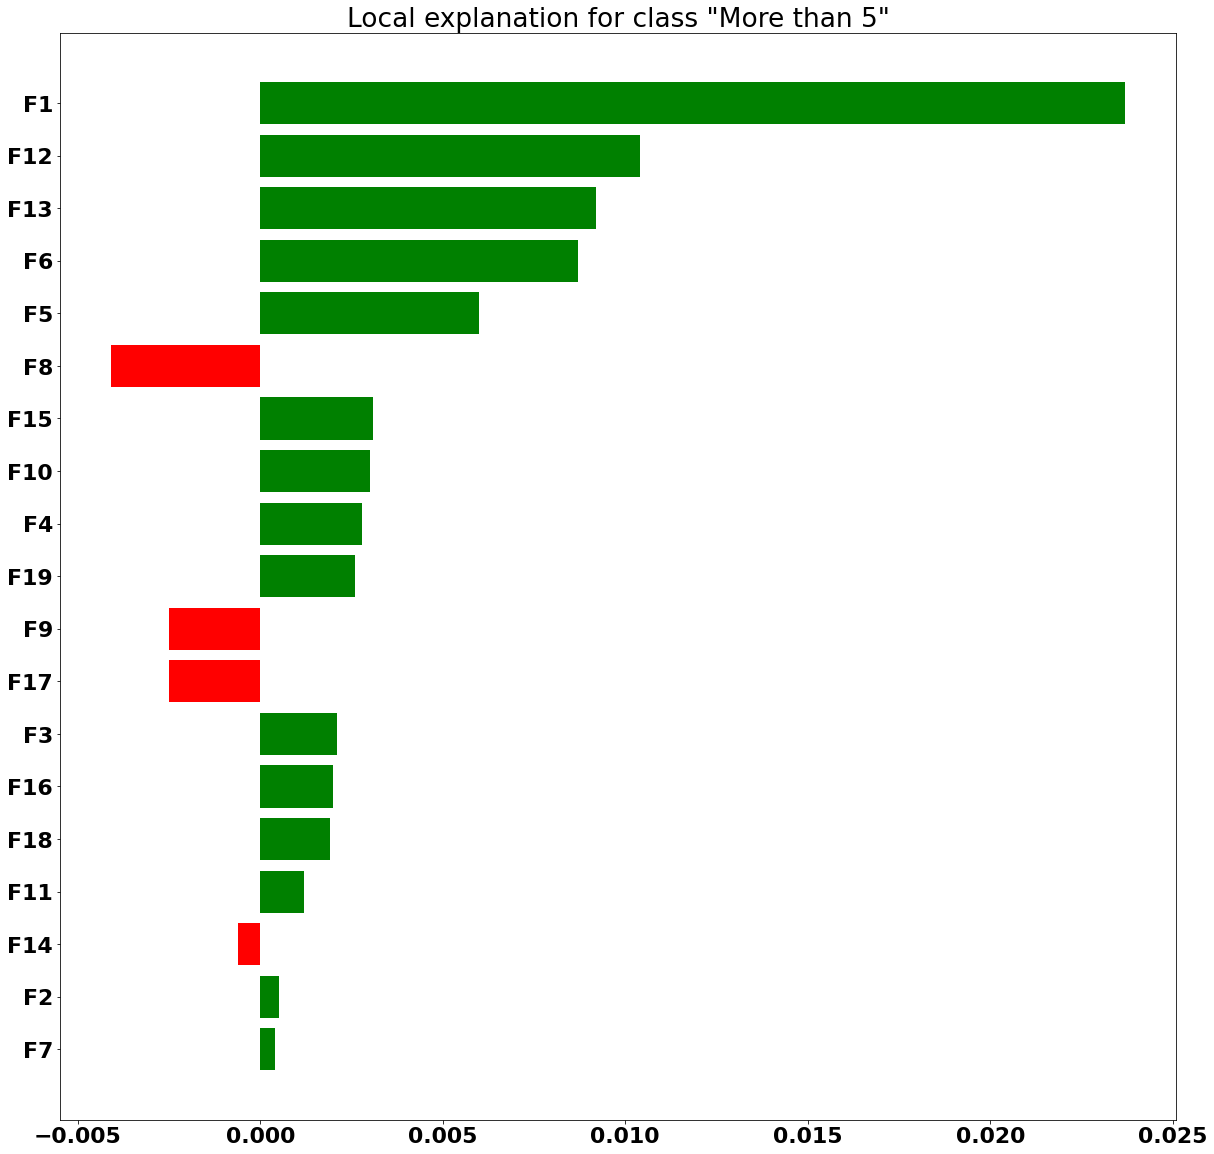 Local explanation for class "More than 5"
F1
F12
F13
F6
F5
F8
F15
F10
F4
F19
F9
F17
F3
F16
F18
F11
F14
F2
F7
−0.005 0.000 0.005 0.010 0.015 0.020 0.025